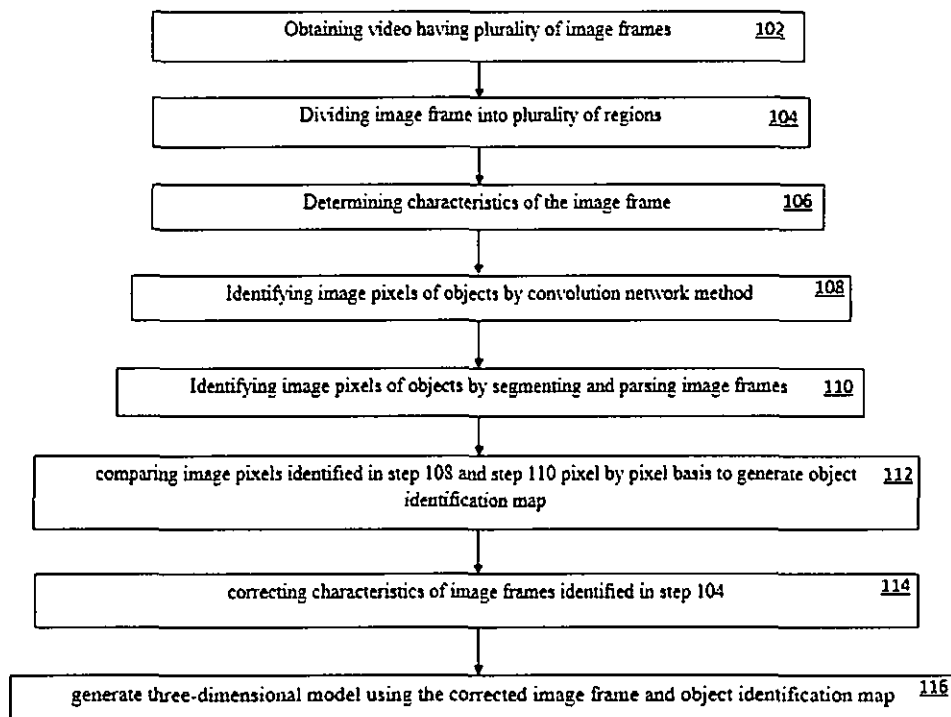 Obtaining video having plurality of image frames 102
Dividing image frame into plurality of regions 104
Determining characteristics of the image frame 106
Identifying image pixels of objects by convolution network method 108
Identifying image pixels of objects by segmenting and parsing image frames 110
comparing image pixels identified in step 108 and step 110 pixel by pixel basis to generate object 112
identification map
correcting characteristics of image frames identified in step 104 114
generate three-dimensional model using the corrected image frame and object identification map 116